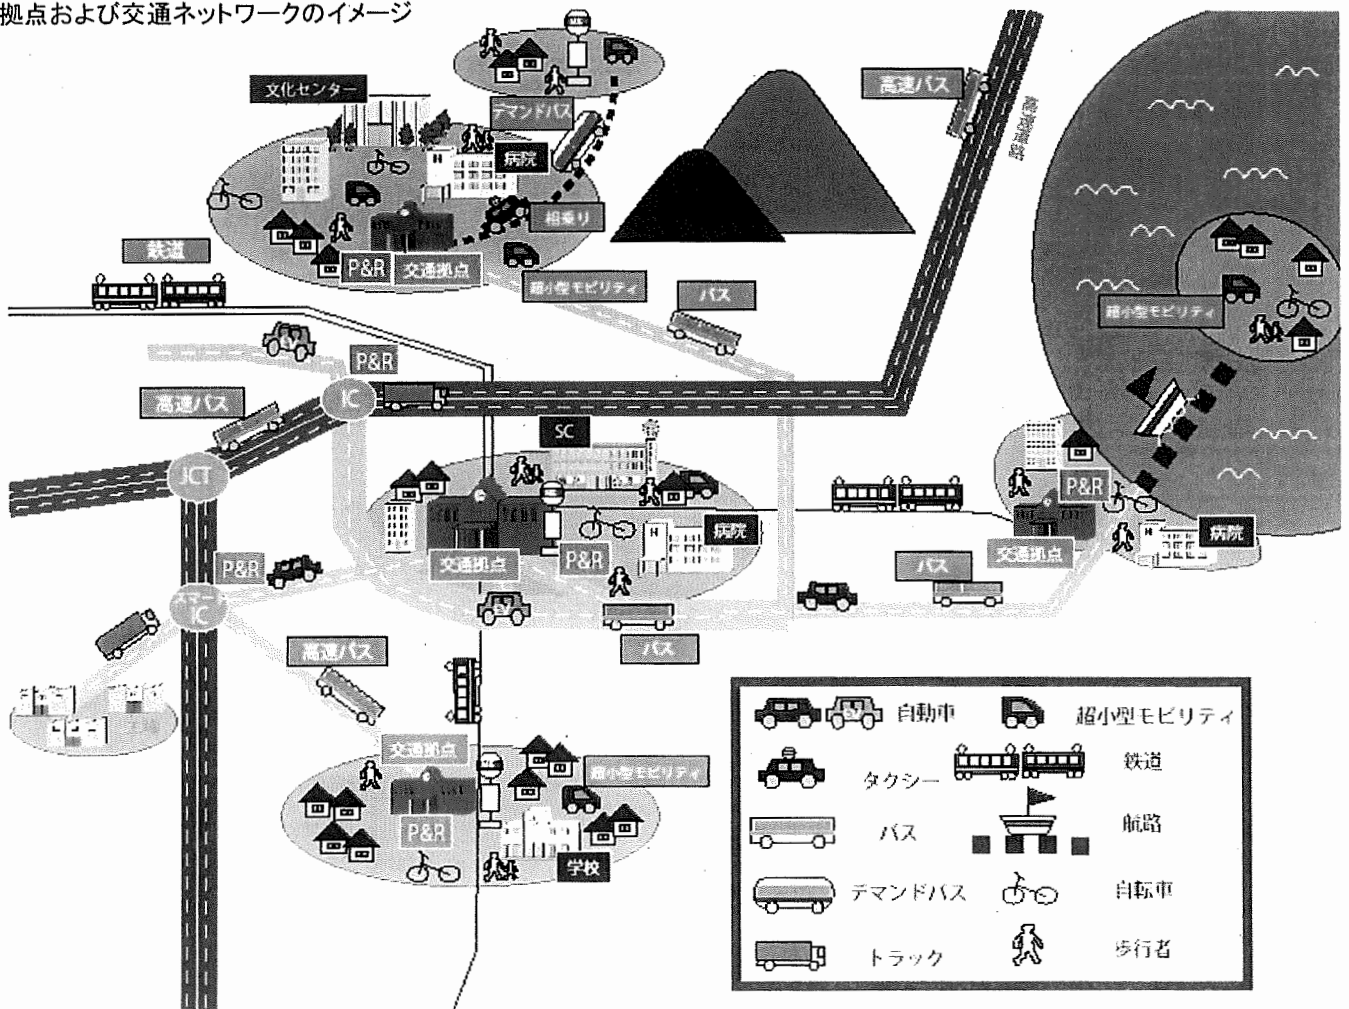 拠点および交通ネットワークのイメージ
文化センター
デマンドバス
病院
相乗り
高速バス
鉄道
P&R
交通拠点
超小型モビリティ
バス
超小型モビリティ
P&R
IC
高速バス
JCT
SC
病院
交通拠点
P&R
P&R
交通拠点
病院
バス
P&R
スマート
IC
バス
高速バス
工場
交通拠点
超小型モビリティ
P&R
学校
自動車
超小型モビリティ
タクシー
鉄道
バス
航路
デマンドバス
自転車
トラック
歩行者